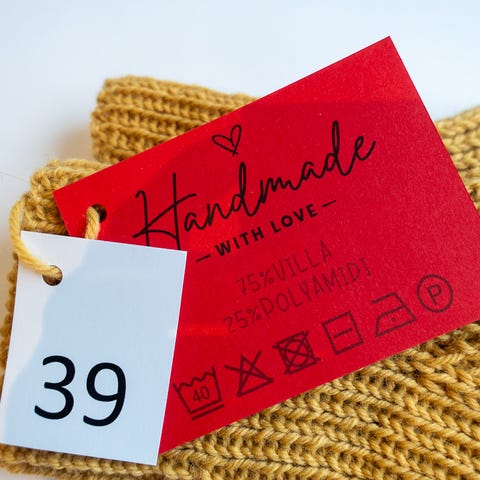 Handmade
— WITH LOVE —
75%VILLA
25%POLYAMIDI
40
P
39